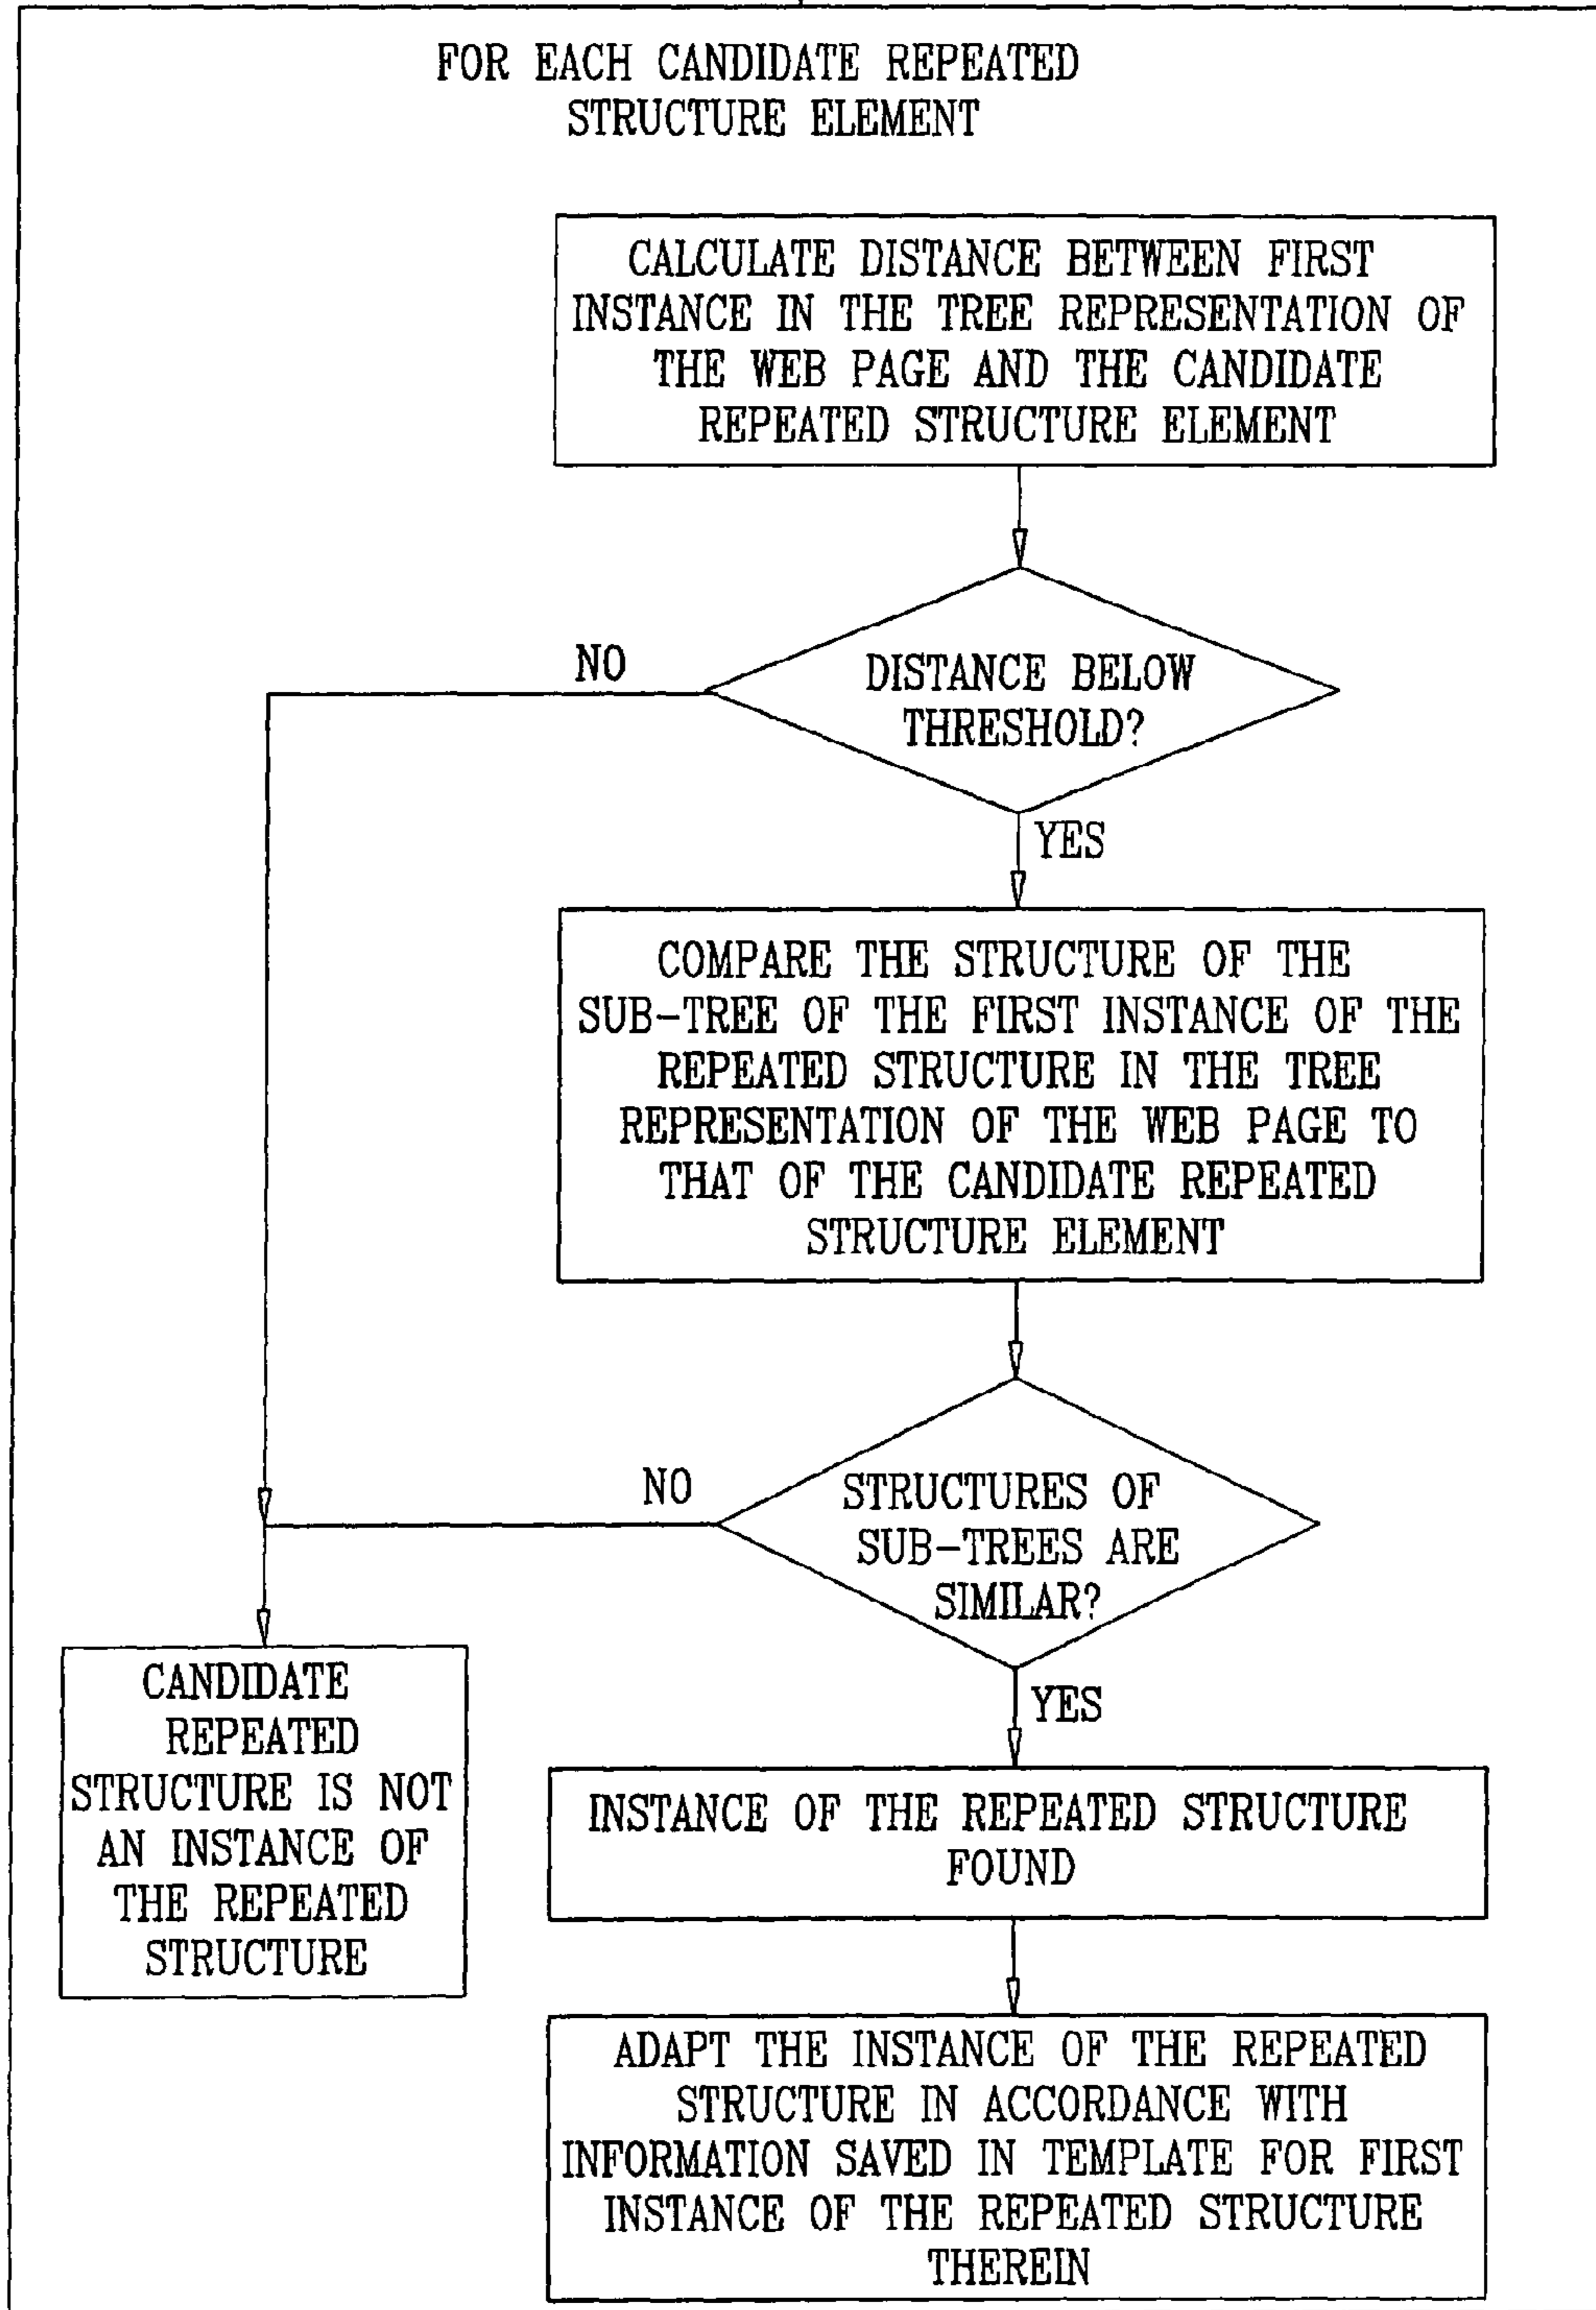 FOR EACH CANDIDATE REPEATED
STRUCTURE ELEMENT
CALCULATE DISTANCE BETWEEN FIRST
INSTANCE IN THE TREE REPRESENTATION OF
THE WEB PAGE AND THE CANDIDATE
REPEATED STRUCTURE ELEMENT
NO
DISTANCE BELOW
THRESHOLD?
YES
COMPARE THE STRUCTURE OF THE
SUB-TREE OF THE FIRST INSTANCE OF THE
REPEATED STRUCTURE IN THE TREE
REPRESENTATION OF THE WEB PAGE TO
THAT OF THE CANDIDATE REPEATED
STRUCTURE ELEMENT
NO
STRUCTURES OF
SUB-TREES ARE
SIMILAR?
YES
CANDIDATE
REPEATED
STRUCTURE IS NOT
AN INSTANCE OF
THE REPEATED
STRUCTURE
INSTANCE OF THE REPEATED STRUCTURE
FOUND
ADAPT THE INSTANCE OF THE REPEATED
STRUCTURE IN ACCORDANCE WITH
INFORMATION SAVED IN TEMPLATE FOR FIRST
INSTANCE OF THE REPEATED STRUCTURE
THEREIN